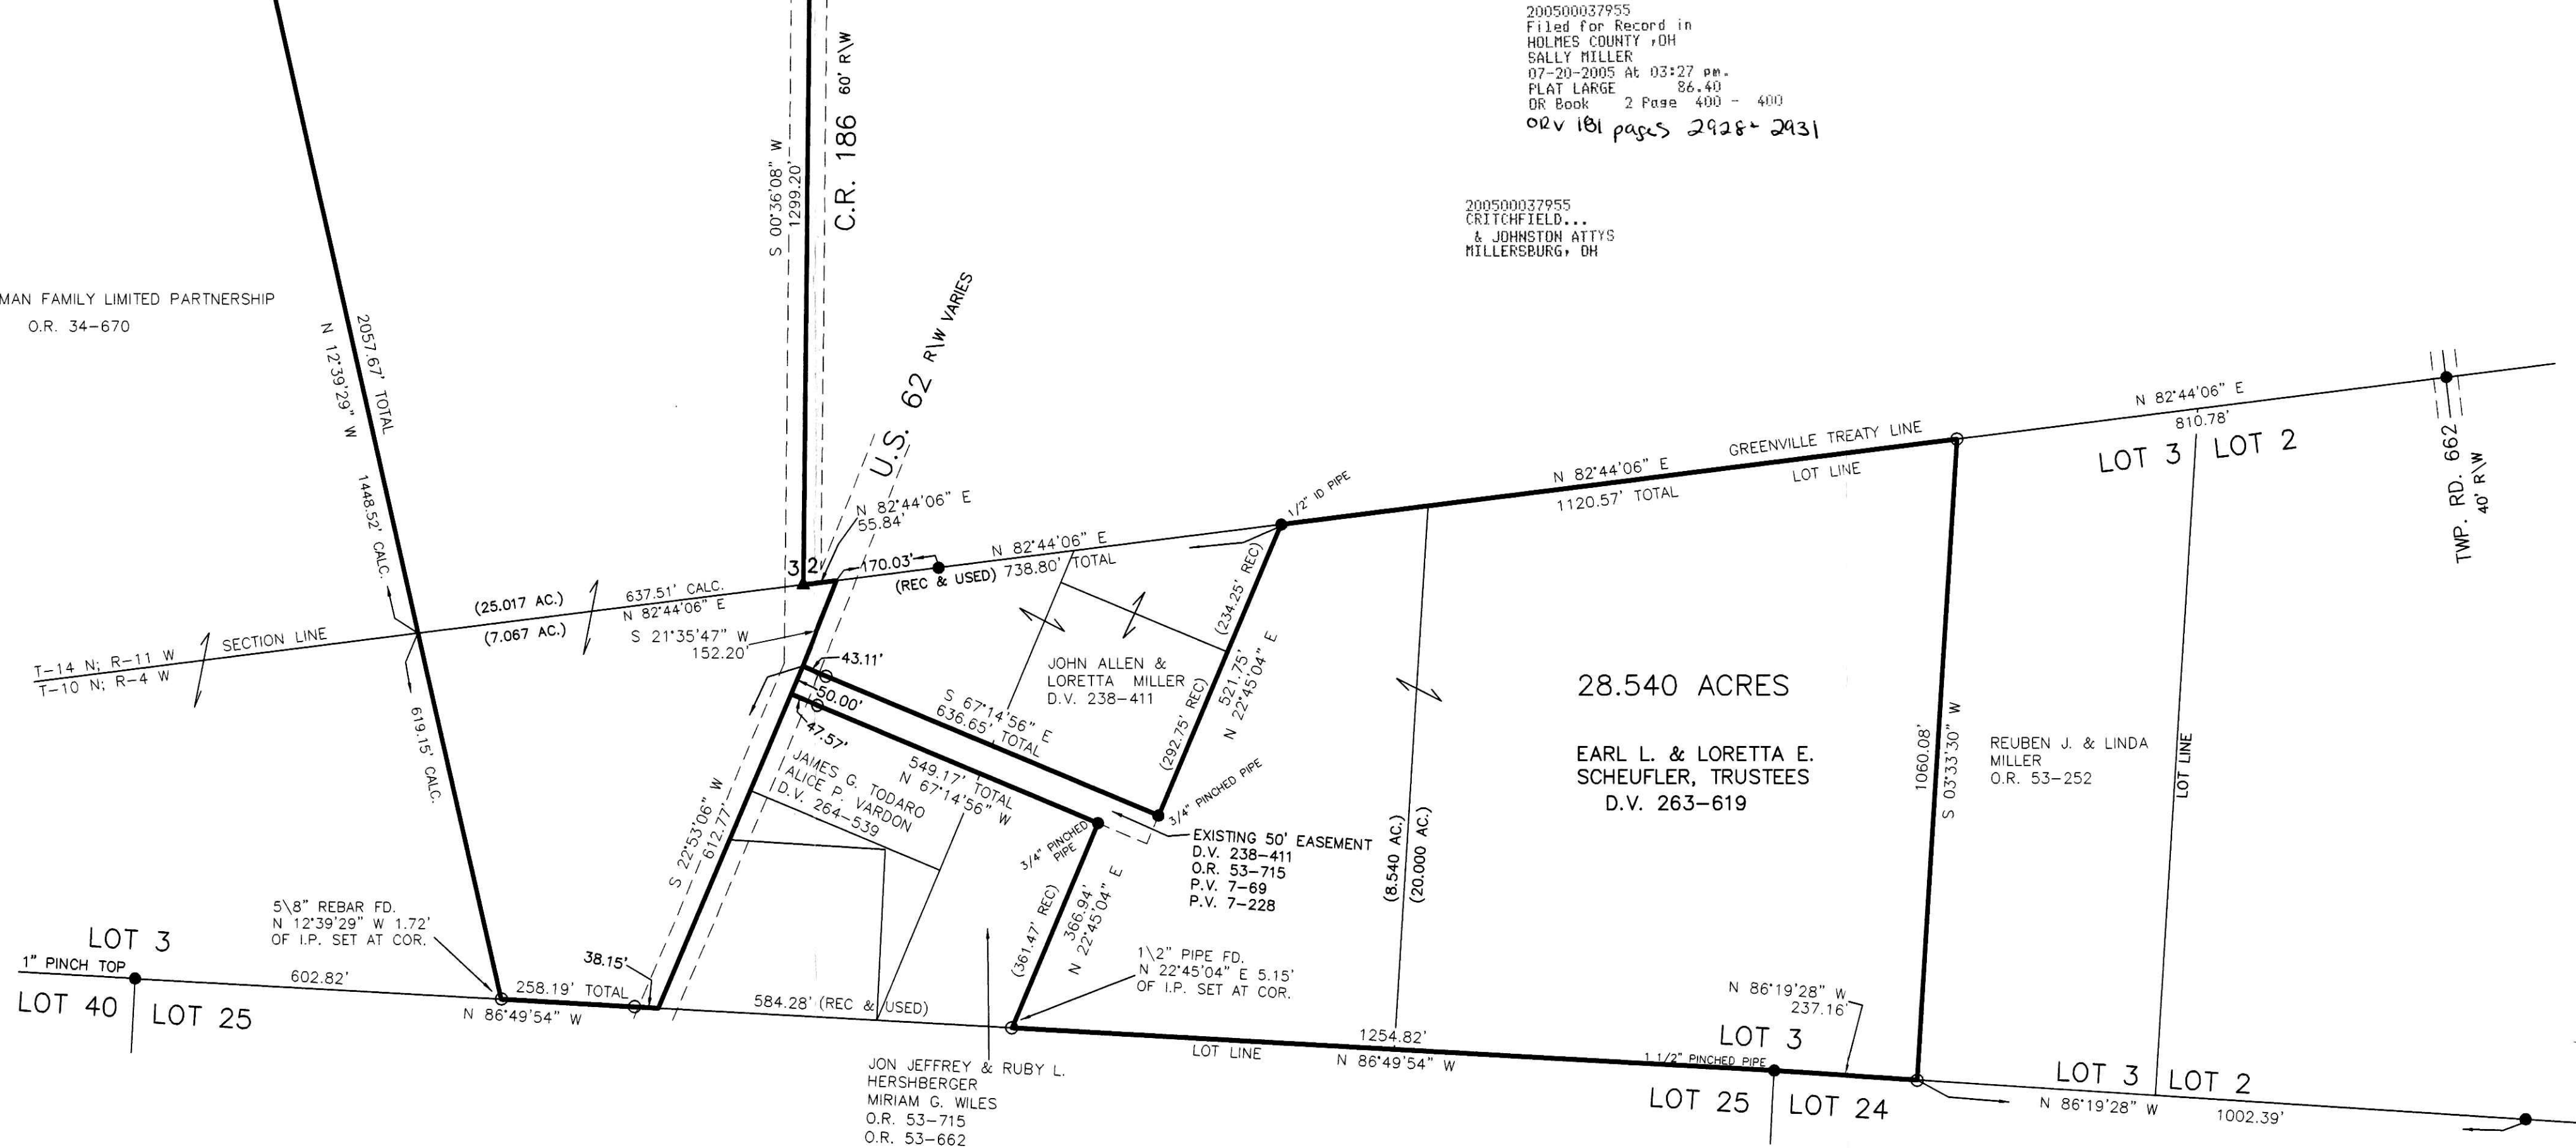 200500037955
Filed for Record in
HOLMES COUNTY ,OH
SALLY MILLER
07-20-2005 At 03:27 pm.
PLAT LARGE 86.40
OR Book 2 Page 400 - 400
ORV 181 pages 2928- 2931
200500037955
CRITCHFIELD...
& JOHNSTON ATTYS
MILLERSBURG, OH
C.R. 186 60' R\W
S 00°36'08" W
1299.20'
U.S. 62 R\W VARIES
MAN FAMILY LIMITED PARTNERSHIP
O.R. 34-670
2057.67' TOTAL
N 12°39'29" W
1448.52' CALC.
619.15' CALC.
N 82°44'06" E
55.84'
3 2
170.03'
N 82°44'06" E
(REC & USED) 738.80' TOTAL
1/2" ID PIPE
GREENVILLE TREATY LINE
N 82°44'06" E
LOT LINE
1120.57' TOTAL
N 82°44'06" E
810.78'
LOT 3 LOT 2
TWP. RD. 662
40' R\W
(25.017 AC.)
637.51' CALC.
N 82°44'06" E
(7.067 AC.)
SECTION LINE
T-14 N; R-11 W
T-10 N; R-4 W
S 21°35'47" W
152.20'
43.11'
50.00'
47.57'
JOHN ALLEN &
LORETTA MILLER
D.V. 238-411
S 67°14'56" E
636.65' TOTAL
(234.25' REC)
521.75'
N 22°45'04" E
(292.75' REC)
3/4" PINCHED PIPE
549.17' TOTAL
N 67°14'56" W
JAMES G. TODARO
ALICE P. VARDON
D.V. 264-539
3/4" PINCHED
PIPE
S 22°53'06" W
612.77'
EXISTING 50' EASEMENT
D.V. 238-411
O.R. 53-715
P.V. 7-69
P.V. 7-228
(8.540 AC.)
(20.000 AC.)
28.540 ACRES
EARL L. & LORETTA E.
SCHEUFLER, TRUSTEES
D.V. 263-619
1060.08'
S 03°33'30" W
REUBEN J. & LINDA
MILLER
O.R. 53-252
LOT LINE
(361.47' REC)
366.94'
N 22°45'04" E
1\2" PIPE FD.
N 22°45'04" E 5.15'
OF I.P. SET AT COR.
5\8" REBAR FD.
N 12°39'29" W 1.72'
OF I.P. SET AT COR.
LOT 3
1" PINCH TOP
602.82'
LOT 40 LOT 25
38.15'
258.19' TOTAL
N 86°49'54" W
584.28' (REC & USED)
JON JEFFREY & RUBY L.
HERSHBERGER
MIRIAM G. WILES
O.R. 53-715
O.R. 53-662
LOT LINE
1254.82'
N 86°49'54" W
N 86°19'28" W
237.16'
LOT 3
1 1/2" PINCHED PIPE
LOT 25 LOT 24
LOT 3 LOT 2
N 86°19'28" W
1002.39'